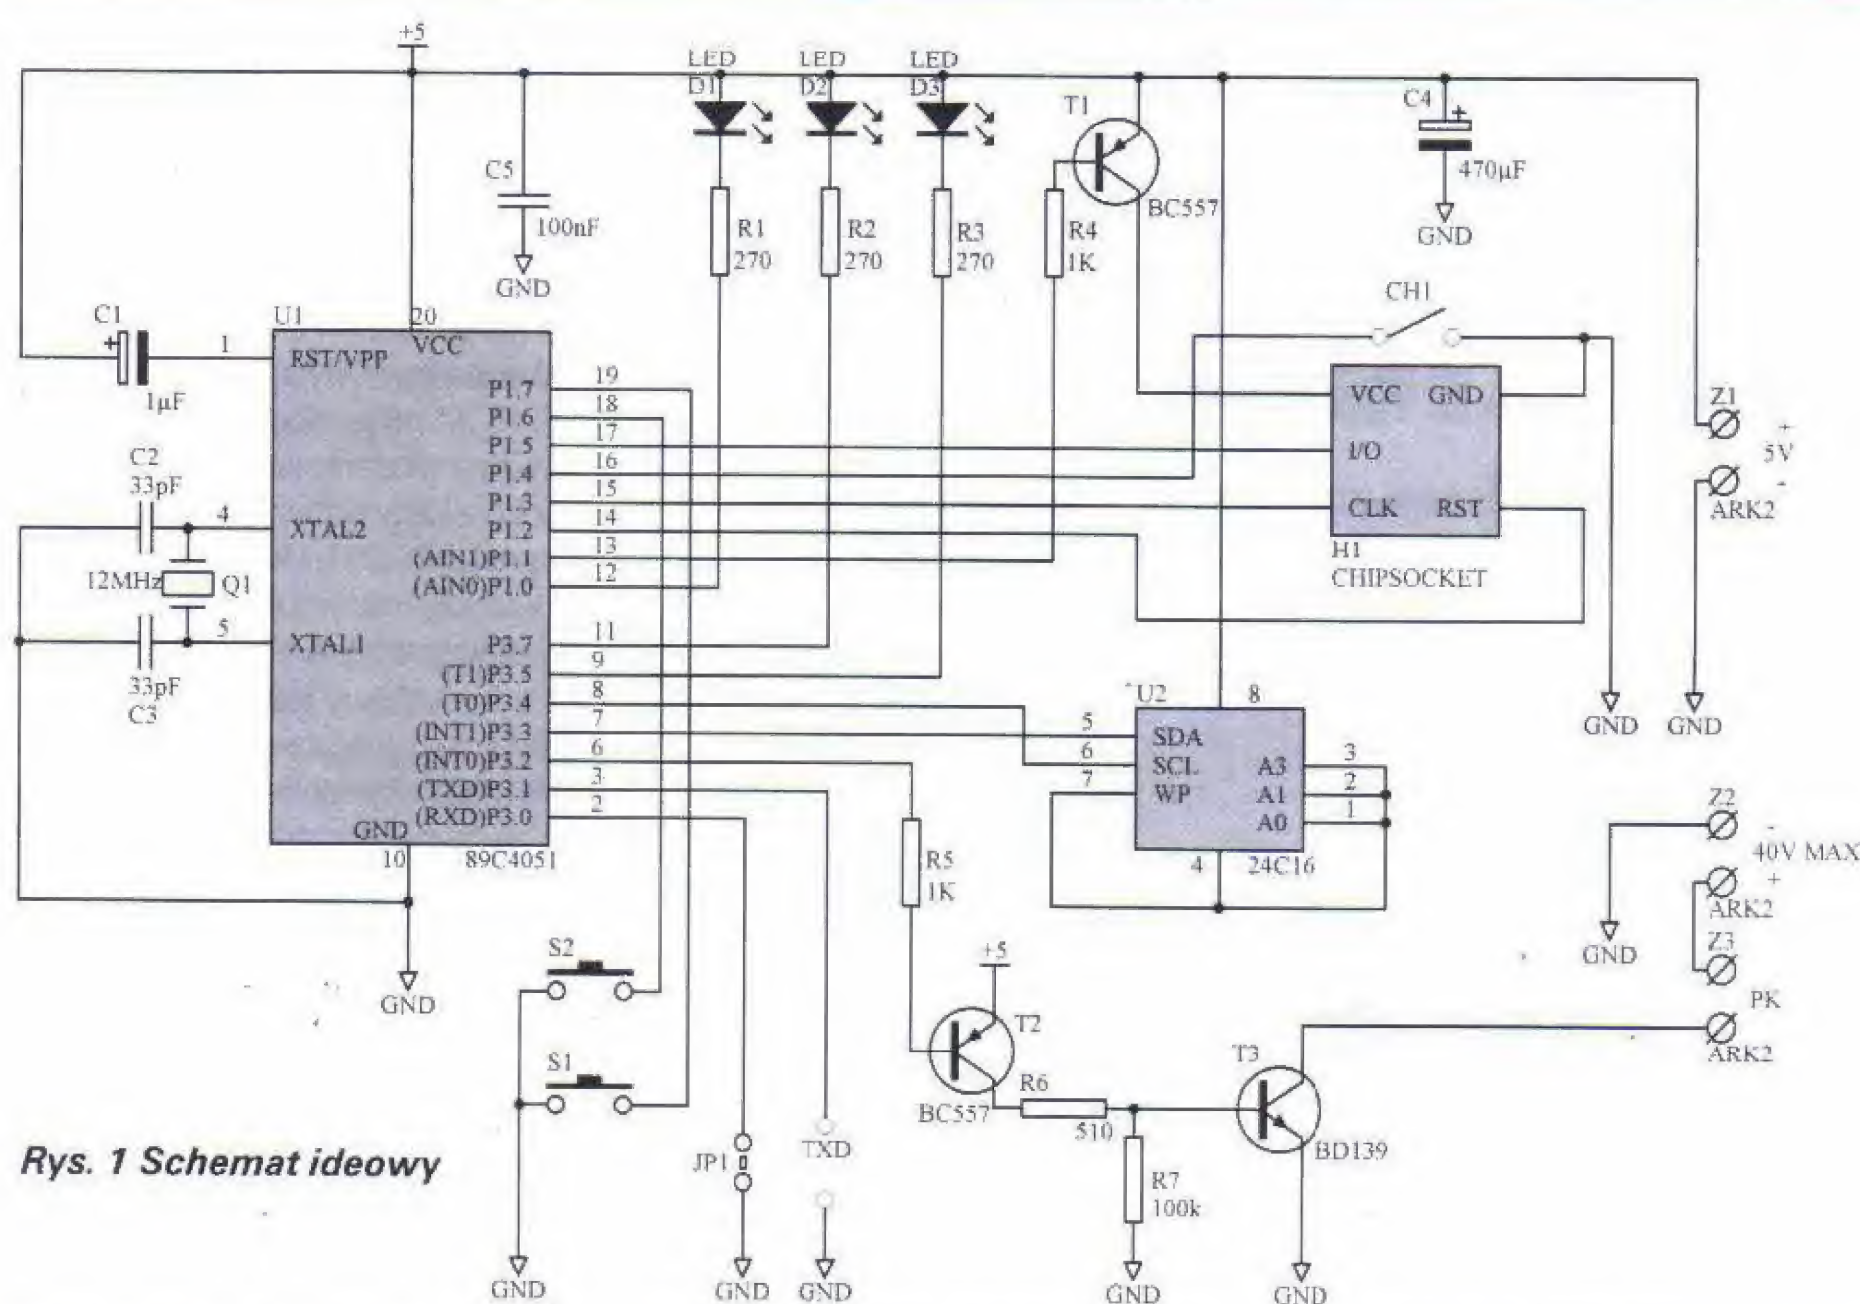 +5
LED
D1
LED
D2
LED
D3
T1
BC557
C4
+
470µF
GND
C5
100nF
GND
R1
270
R2
270
R3
270
R4
1K
CH1
C1
+
1µF
U1
20
1
RST/VPP
VCC
P1.7
19
P1.6
18
P1.5
17
P1.4
16
P1.3
15
P1.2
14
(AIN1)P1.1
13
(AIN0)P1.0
12
P3.7
11
(T1)P3.5
9
(T0)P3.4
8
(INT1)P3.3
7
(INT0)P3.2
6
(TXD)P3.1
3
(RXD)P3.0
2
GND
10
89C4051
GND
C2
33pF
4
XTAL2
12MHz
Q1
5
XTAL1
33pF
C3
VCC
GND
I/O
CLK
RST
H1
CHIPSOCKET
Z1
+
5V
-
ARK2
GND
GND
U2
8
5
SDA
6
SCL
7
WP
A3
3
A1
2
A0
1
4
24C16
Z2
-
40V MAX
+
ARK2
Z3
PK
ARK2
GND
R5
1K
+5
T2
BC557
R6
510
T3
BD139
R7
100k
GND
GND
S2
S1
GND
JP1
GND
TXD
GND
Rys. 1 Schemat ideowy